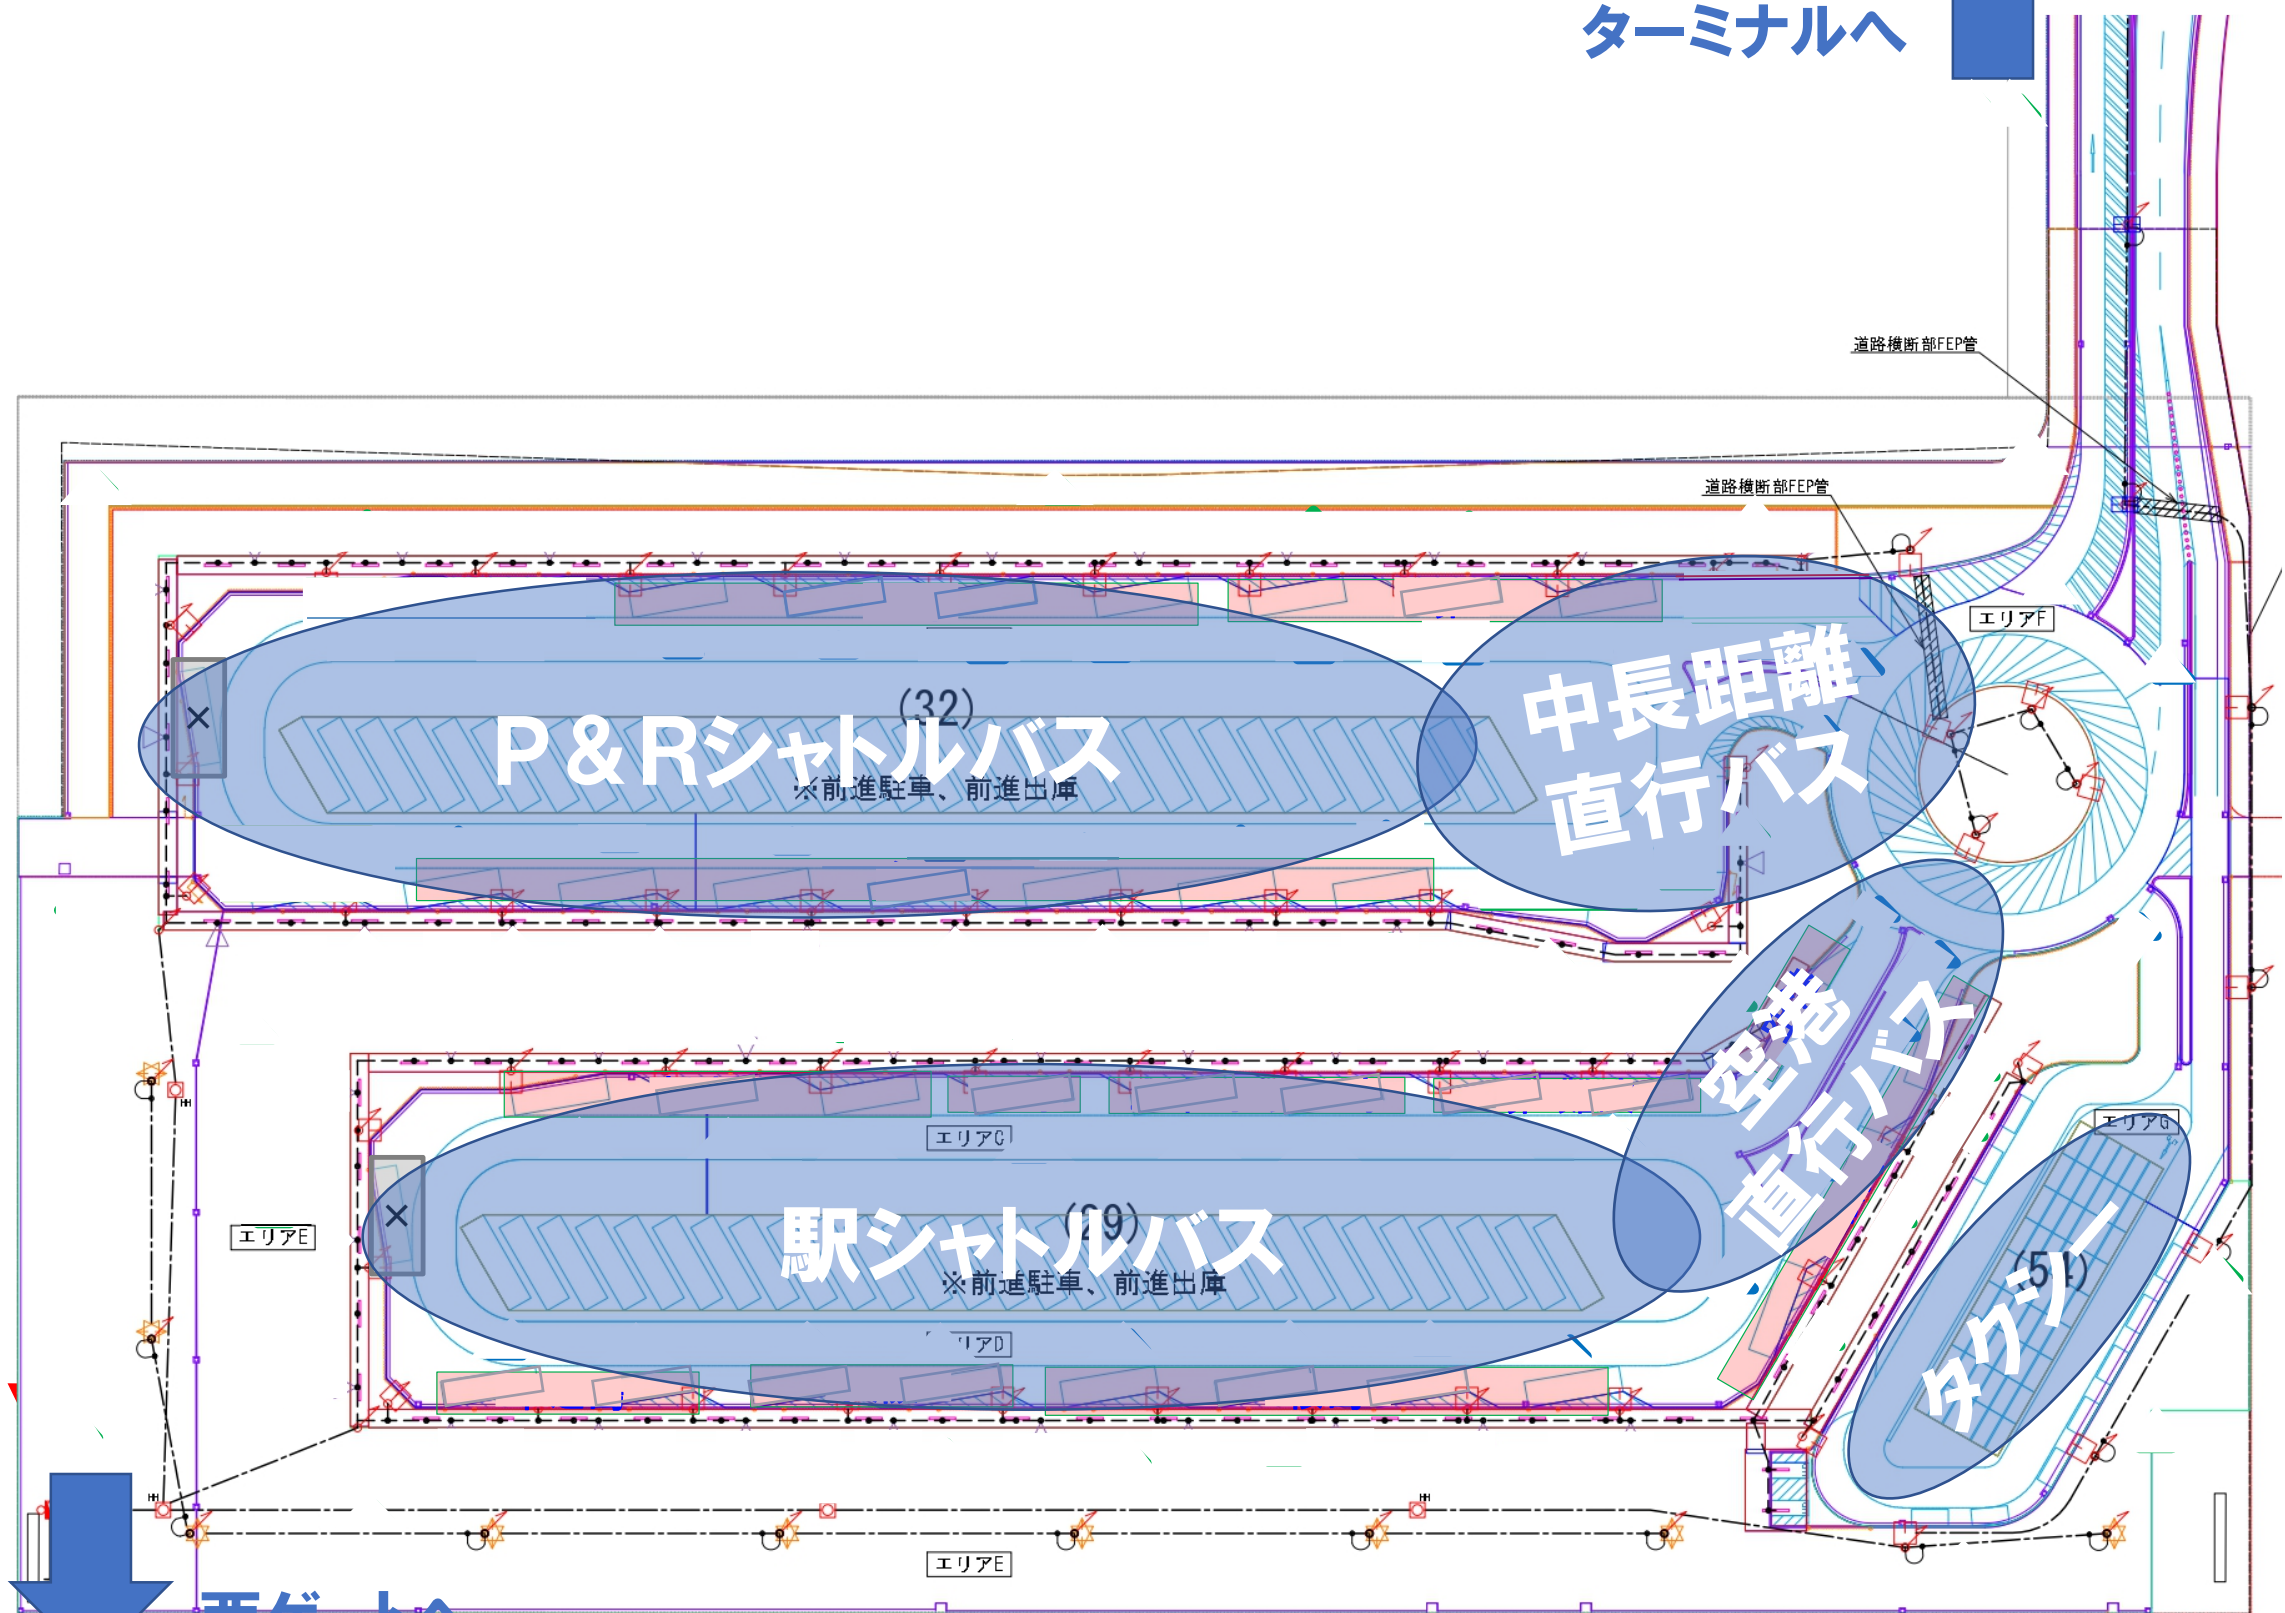 ターミナルへ
道路横断部FEP管
道路横断部FEP管
エリアF
(32)
P&Rシャトルバス
※前進駐車、前進出庫
中長距離
直行バス
空港
直行バス
HH
エリアC
エリアG
エリアE
駅シャトルバス
※前進駐車、前進出庫
(54)
タクシー
HH
HH
エリアE